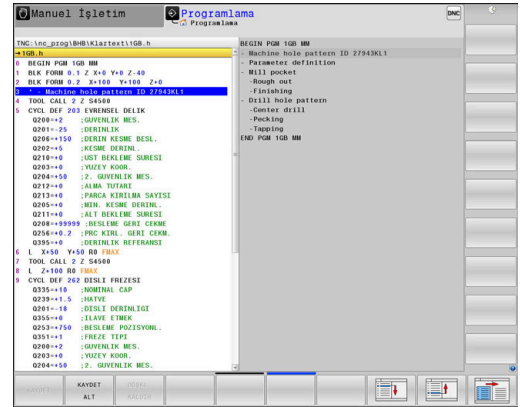 Manuel İşletim
Programlama
Programlama
DNC
TNC:\nc_prog\BHB\Klartext\1GB.h
→1GB.h
0 BEGIN PGM 1GB MM
1 BLK FORM 0.1 Z X+0 Y+0 Z-40
2 BLK FORM 0.2 X+100 Y+100 Z+0
3 * - Machine hole pattern ID 27943KL1
4 TOOL CALL 2 Z S4500
5 CYCL DEF 203 EVRENSEL DELIK
Q200=+2 ;GUVENLIK MES.
Q201=-25 ;DERINLIK
Q206=+150 ;DERIN KESME BESL.
Q202=+5 ;KESME DERINL.
Q210=+0 ;UST BEKLEME SURESI
Q203=+0 ;YUZEY KOOR.
Q204=+50 ;2. GUVENLIK MES.
Q212=+0 ;ALMA TUTARI
Q213=+0 ;PARCA KIRILMA SAYISI
Q205=+0 ;MIN. KESME DERINL.
Q211=+0 ;ALT BEKLEME SURESI
Q208=+99999 ;BESLEME GERI CEKME
Q256=+0.2 ;PRC KIRL. GERI CEKM.
Q395=+0 ;DERINLIK REFERANSI
6 L X+50 Y+50 R0 FMAX
7 TOOL CALL 2 Z S4500
8 L Z+100 R0 FMAX
9 CYCL DEF 262 DISLI FREZESI
Q335=+10 ;NOMINAL CAP
Q239=+1.5 ;HATVE
Q201=-18 ;DISLI DERINLIGI
Q355=+0 ;ILAVE ETMEK
Q253=+750 ;BESLEME POZISYONL.
Q351=+1 ;FREZE TIPI
Q200=+2 ;GUVENLIK MES.
Q203=+0 ;YUZEY KOOR.
Q204=+50 ;2. GUVENLIK MES.
BEGIN PGM 1GB MM
- Machine hole pattern ID 27943KL1
- Parameter definition
- Mill pocket
-Rough out
-Finishing
- Drill hole pattern
-Center drill
-Pecking
-Tapping
END PGM 1GB MM
KAYDET
ALT